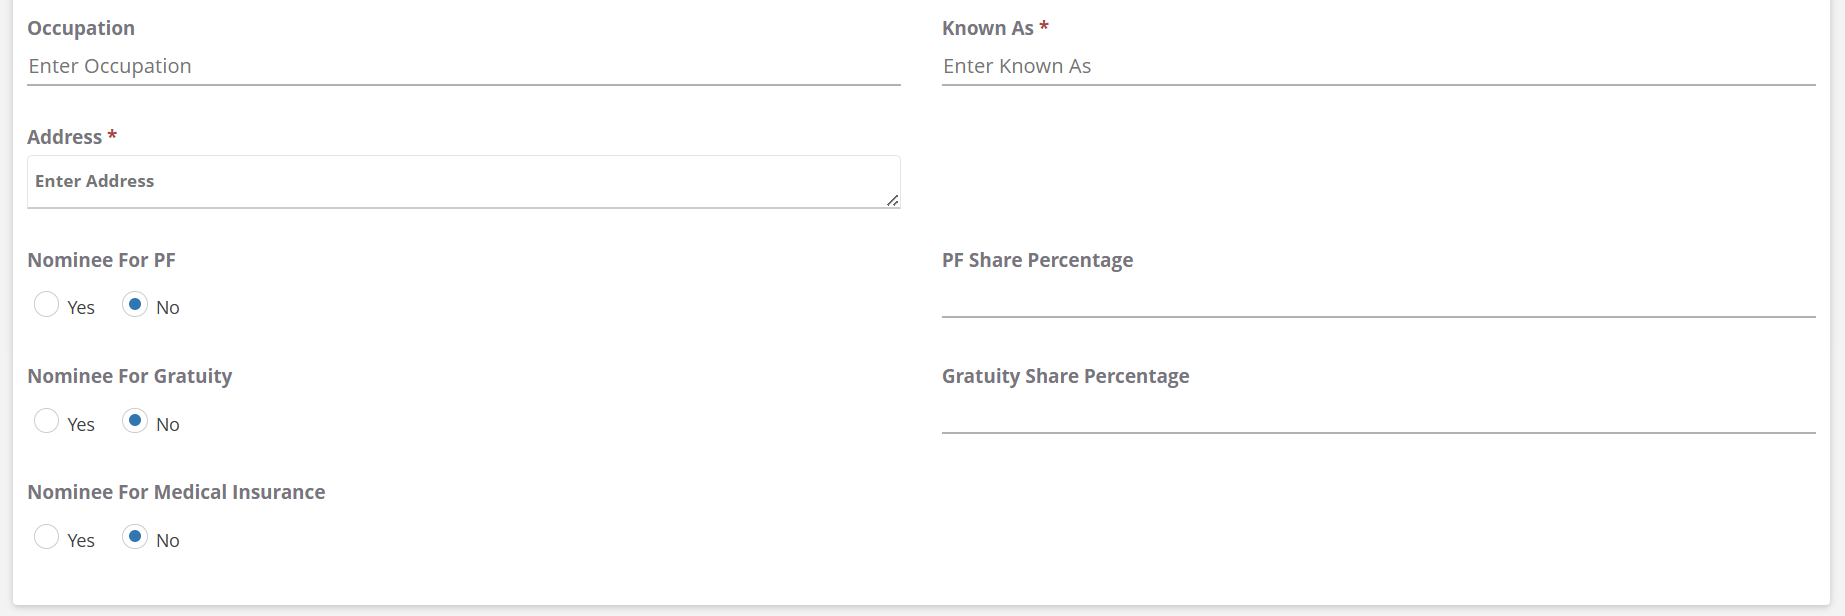 Occupation
Known As *
Enter Occupation
Enter Known As
Address *
Enter Address
Nominee For PF
PF Share Percentage
Yes No
Nominee For Gratuity
Gratuity Share Percentage
Yes No
Nominee For Medical Insurance
Yes No